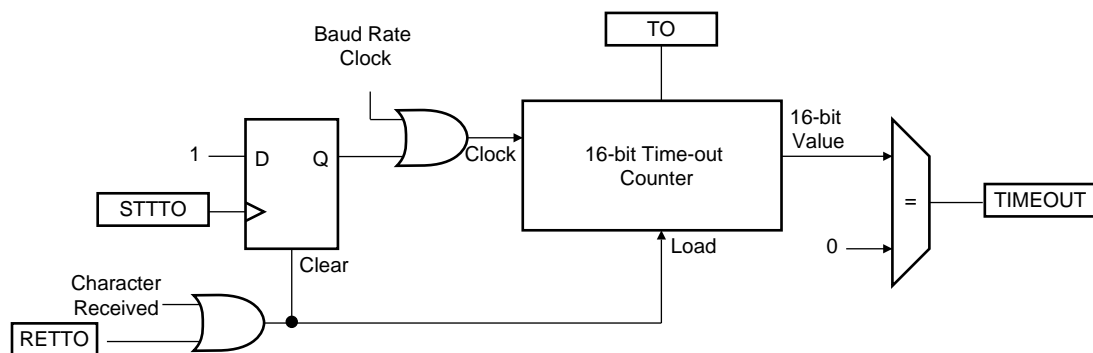 TO
Baud Rate
Clock
16-bit
Value
1
D
Q
Clock
16-bit Time-out
Counter
STTTO
=
TIMEOUT
Clear
Load
0
Character
Received
RETTO